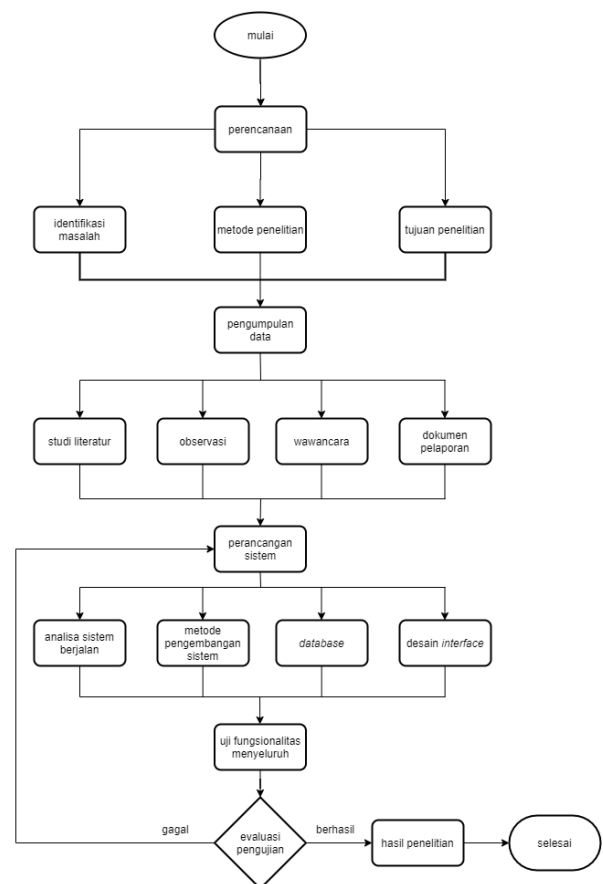 mulai
perencanaan
identifikasi
masalah
metode penelitian
tujuan penelitian
pengumpulan
data
studi literatur
observasi
wawancara
dokumen
pelaporan
perancangan
sistem
analisa sistem
berjalan
metode
pengembangan
sistem
database
desain interface
uji fungsionalitas
menyeluruh
gagal
evaluasi
pengujian
berhasil
hasil penelitian
selesai